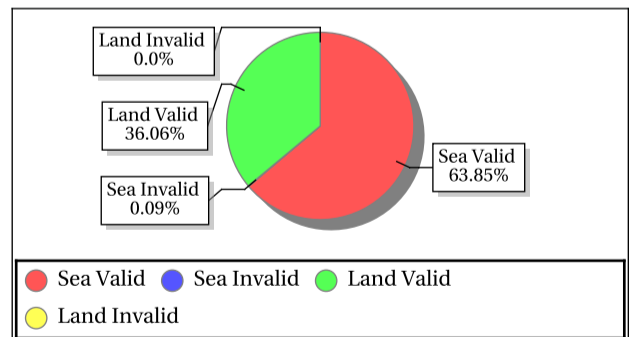 Land Invalid
0.0%
Land Valid
36.06%
Sea Invalid
0.09%
Sea Valid
63.85%
Sea Valid Sea Invalid Land Valid
Land Invalid